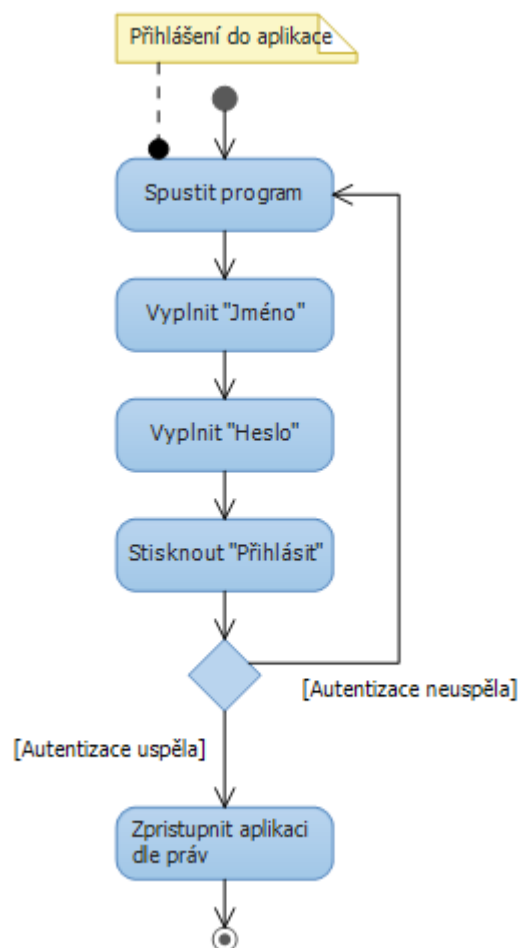 Přihlášení do aplikace
Spustit program
Vyplnit "Jméno"
Vyplnit "Heslo"
Stisknout "Přihlásit"
[Autentizace neuspěla]
[Autentizace uspěla]
Zpristupnit aplikaci
dle práv